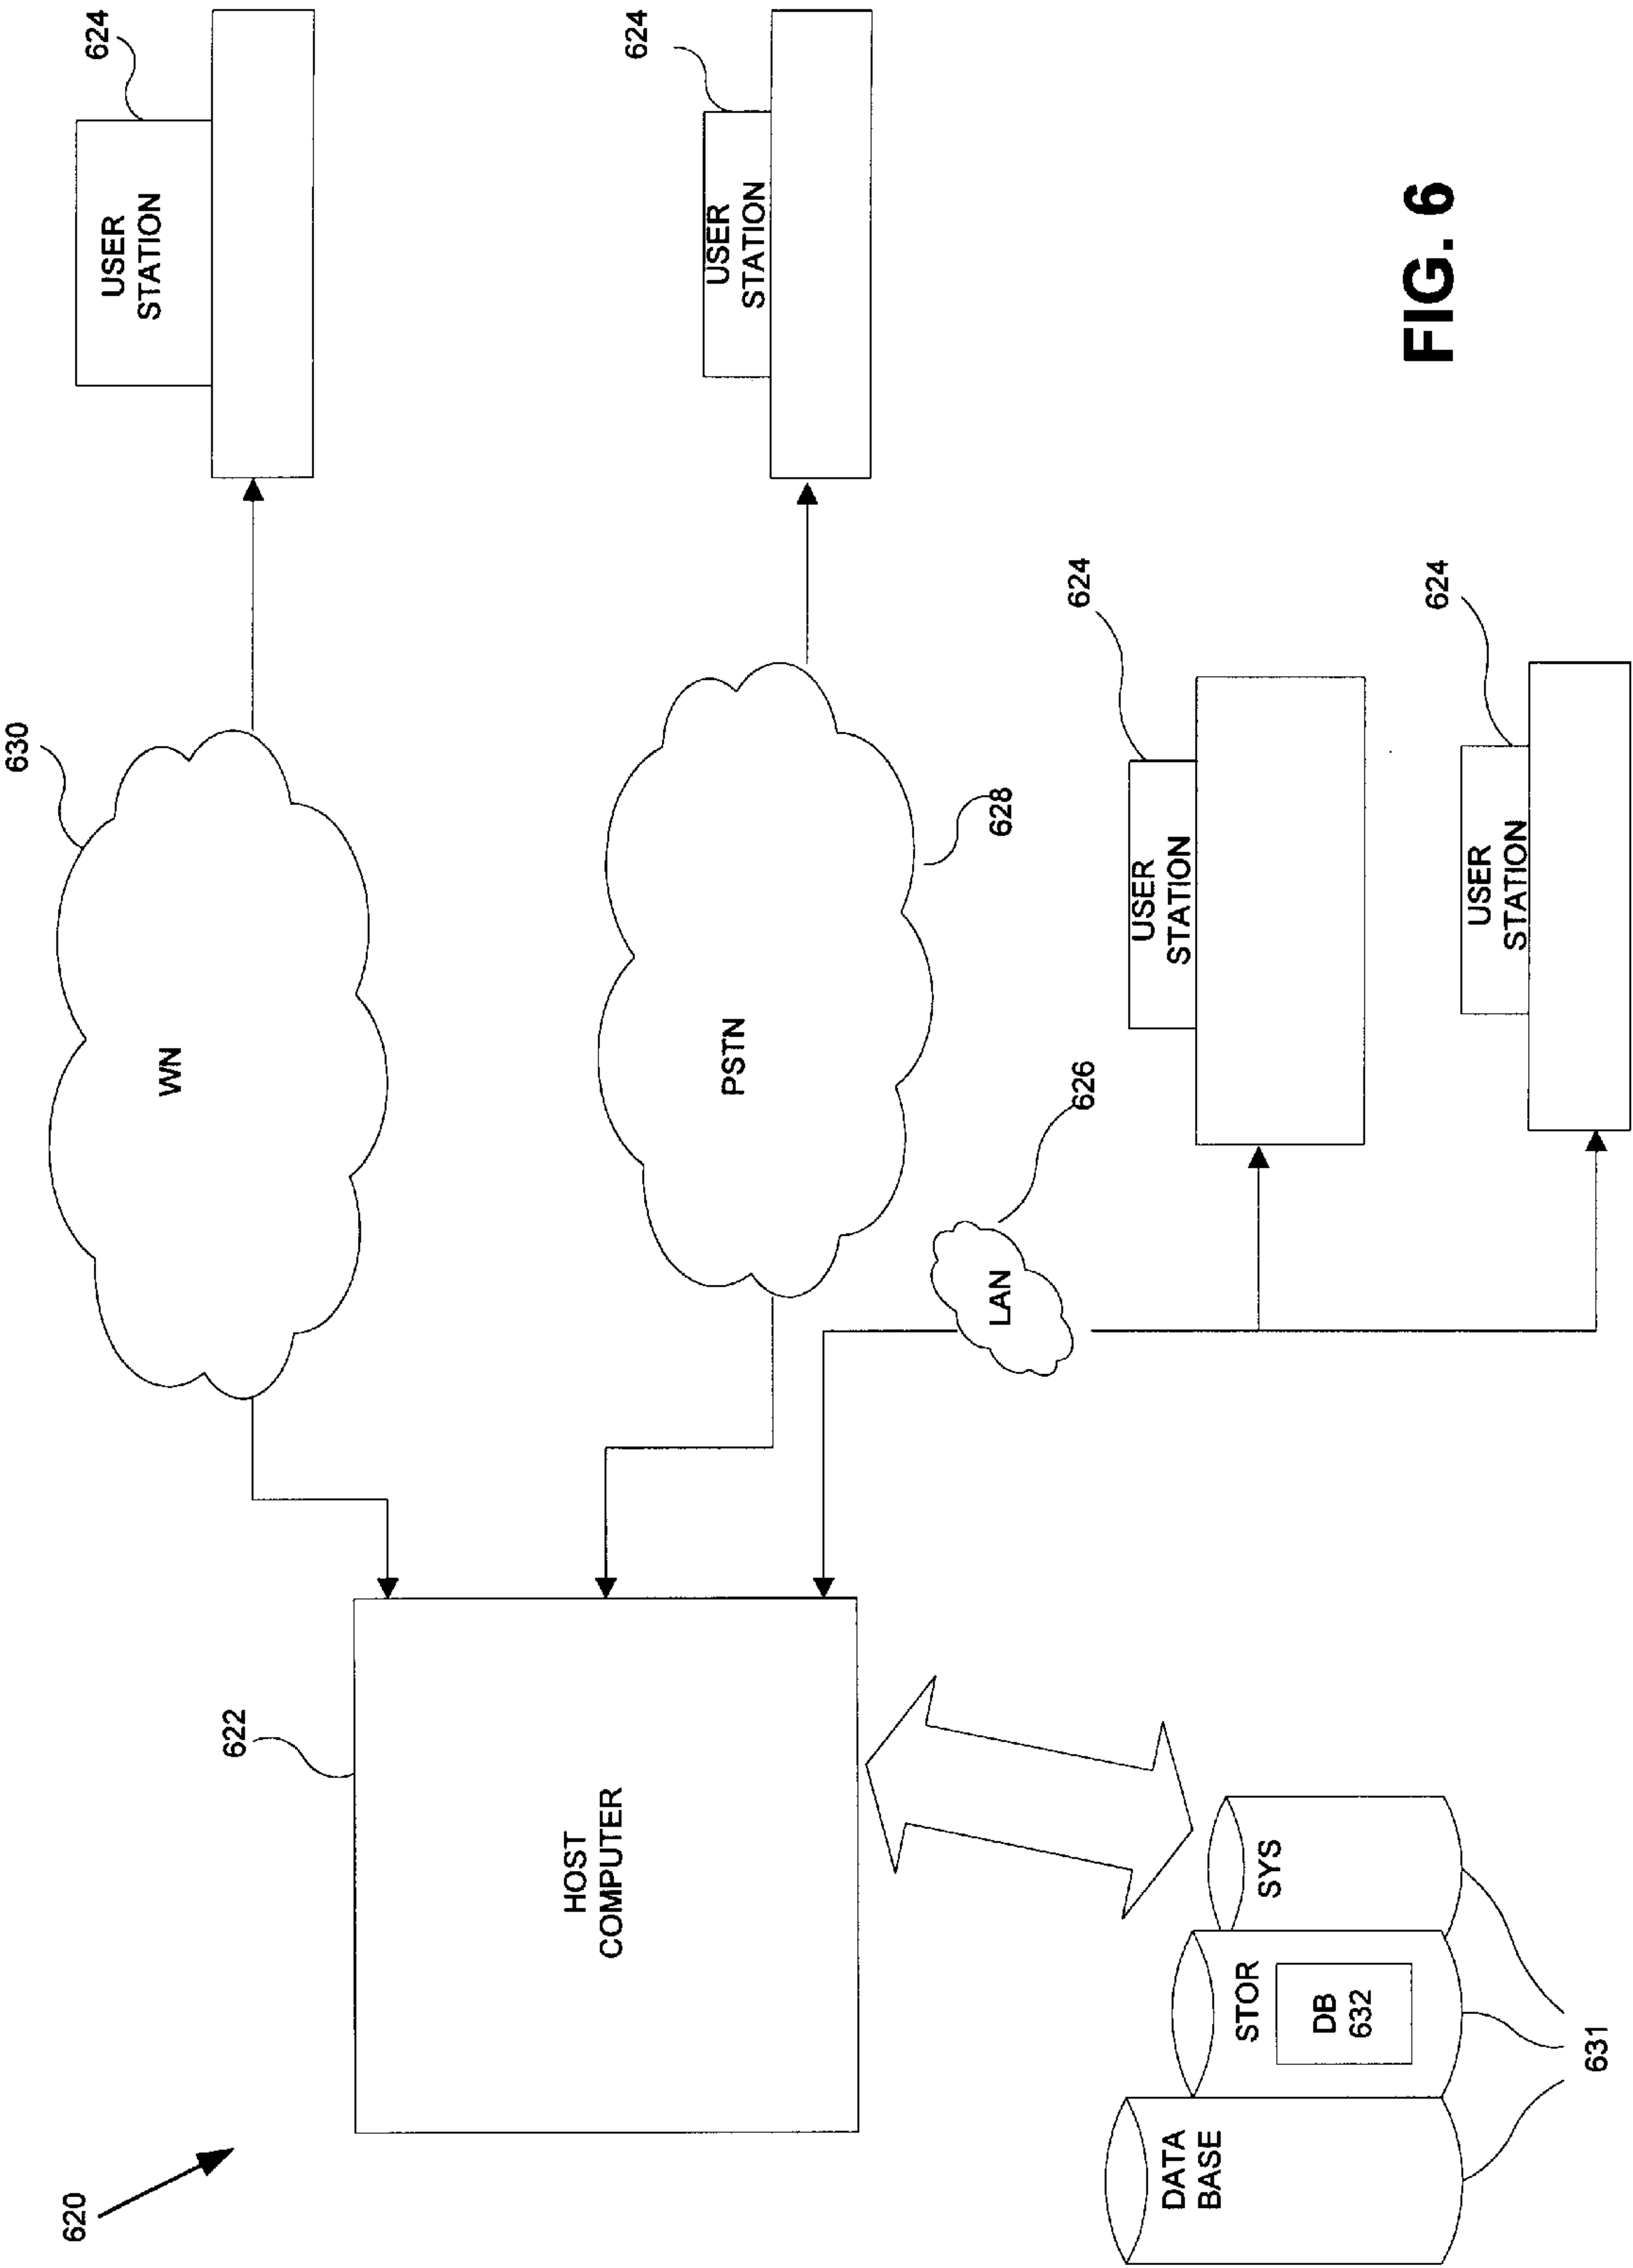 620
622
HOST
COMPUTER
DATA
BASE
STOR
DB
632
SYS
631
630
WN
PSTN
628
LAN
626
USER
STATION
624
USER
STATION
624
USER
STATION
624
USER
STATION
624
FIG. 6